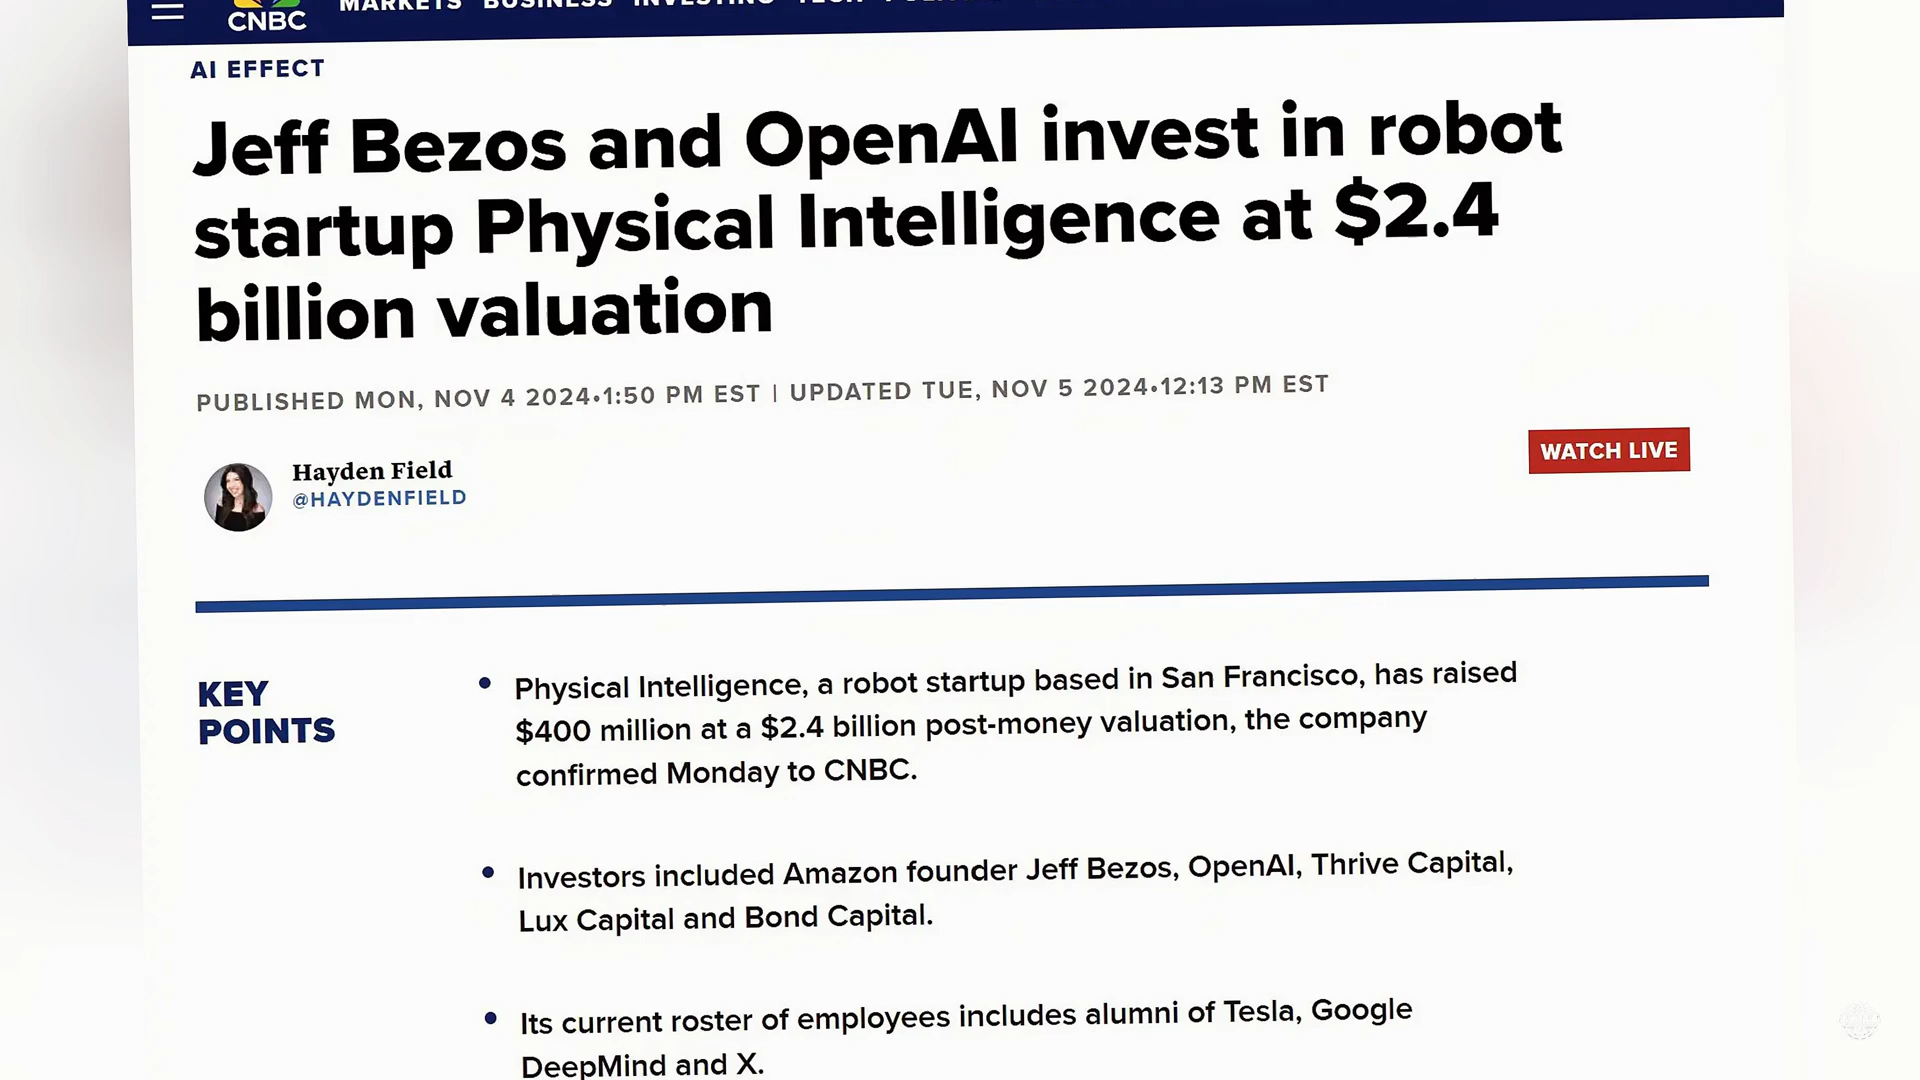 CNBC
MARKETS BUSINESS INVESTING TECH
AI EFFECT
Jeff Bezos and OpenAI invest in robot
startup Physical Intelligence at $2.4
billion valuation
PUBLISHED MON, NOV 4 2024•1:50 PM EST | UPDATED TUE, NOV 5 2024•12:13 PM EST
Hayden Field
@HAYDENFIELD
WATCH LIVE
KEY
POINTS
• Physical Intelligence, a robot startup based in San Francisco, has raised
$400 million at a $2.4 billion post-money valuation, the company
confirmed Monday to CNBC.
• Investors included Amazon founder Jeff Bezos, OpenAI, Thrive Capital,
Lux Capital and Bond Capital.
• Its current roster of employees includes alumni of Tesla, Google
DeepMind and X.